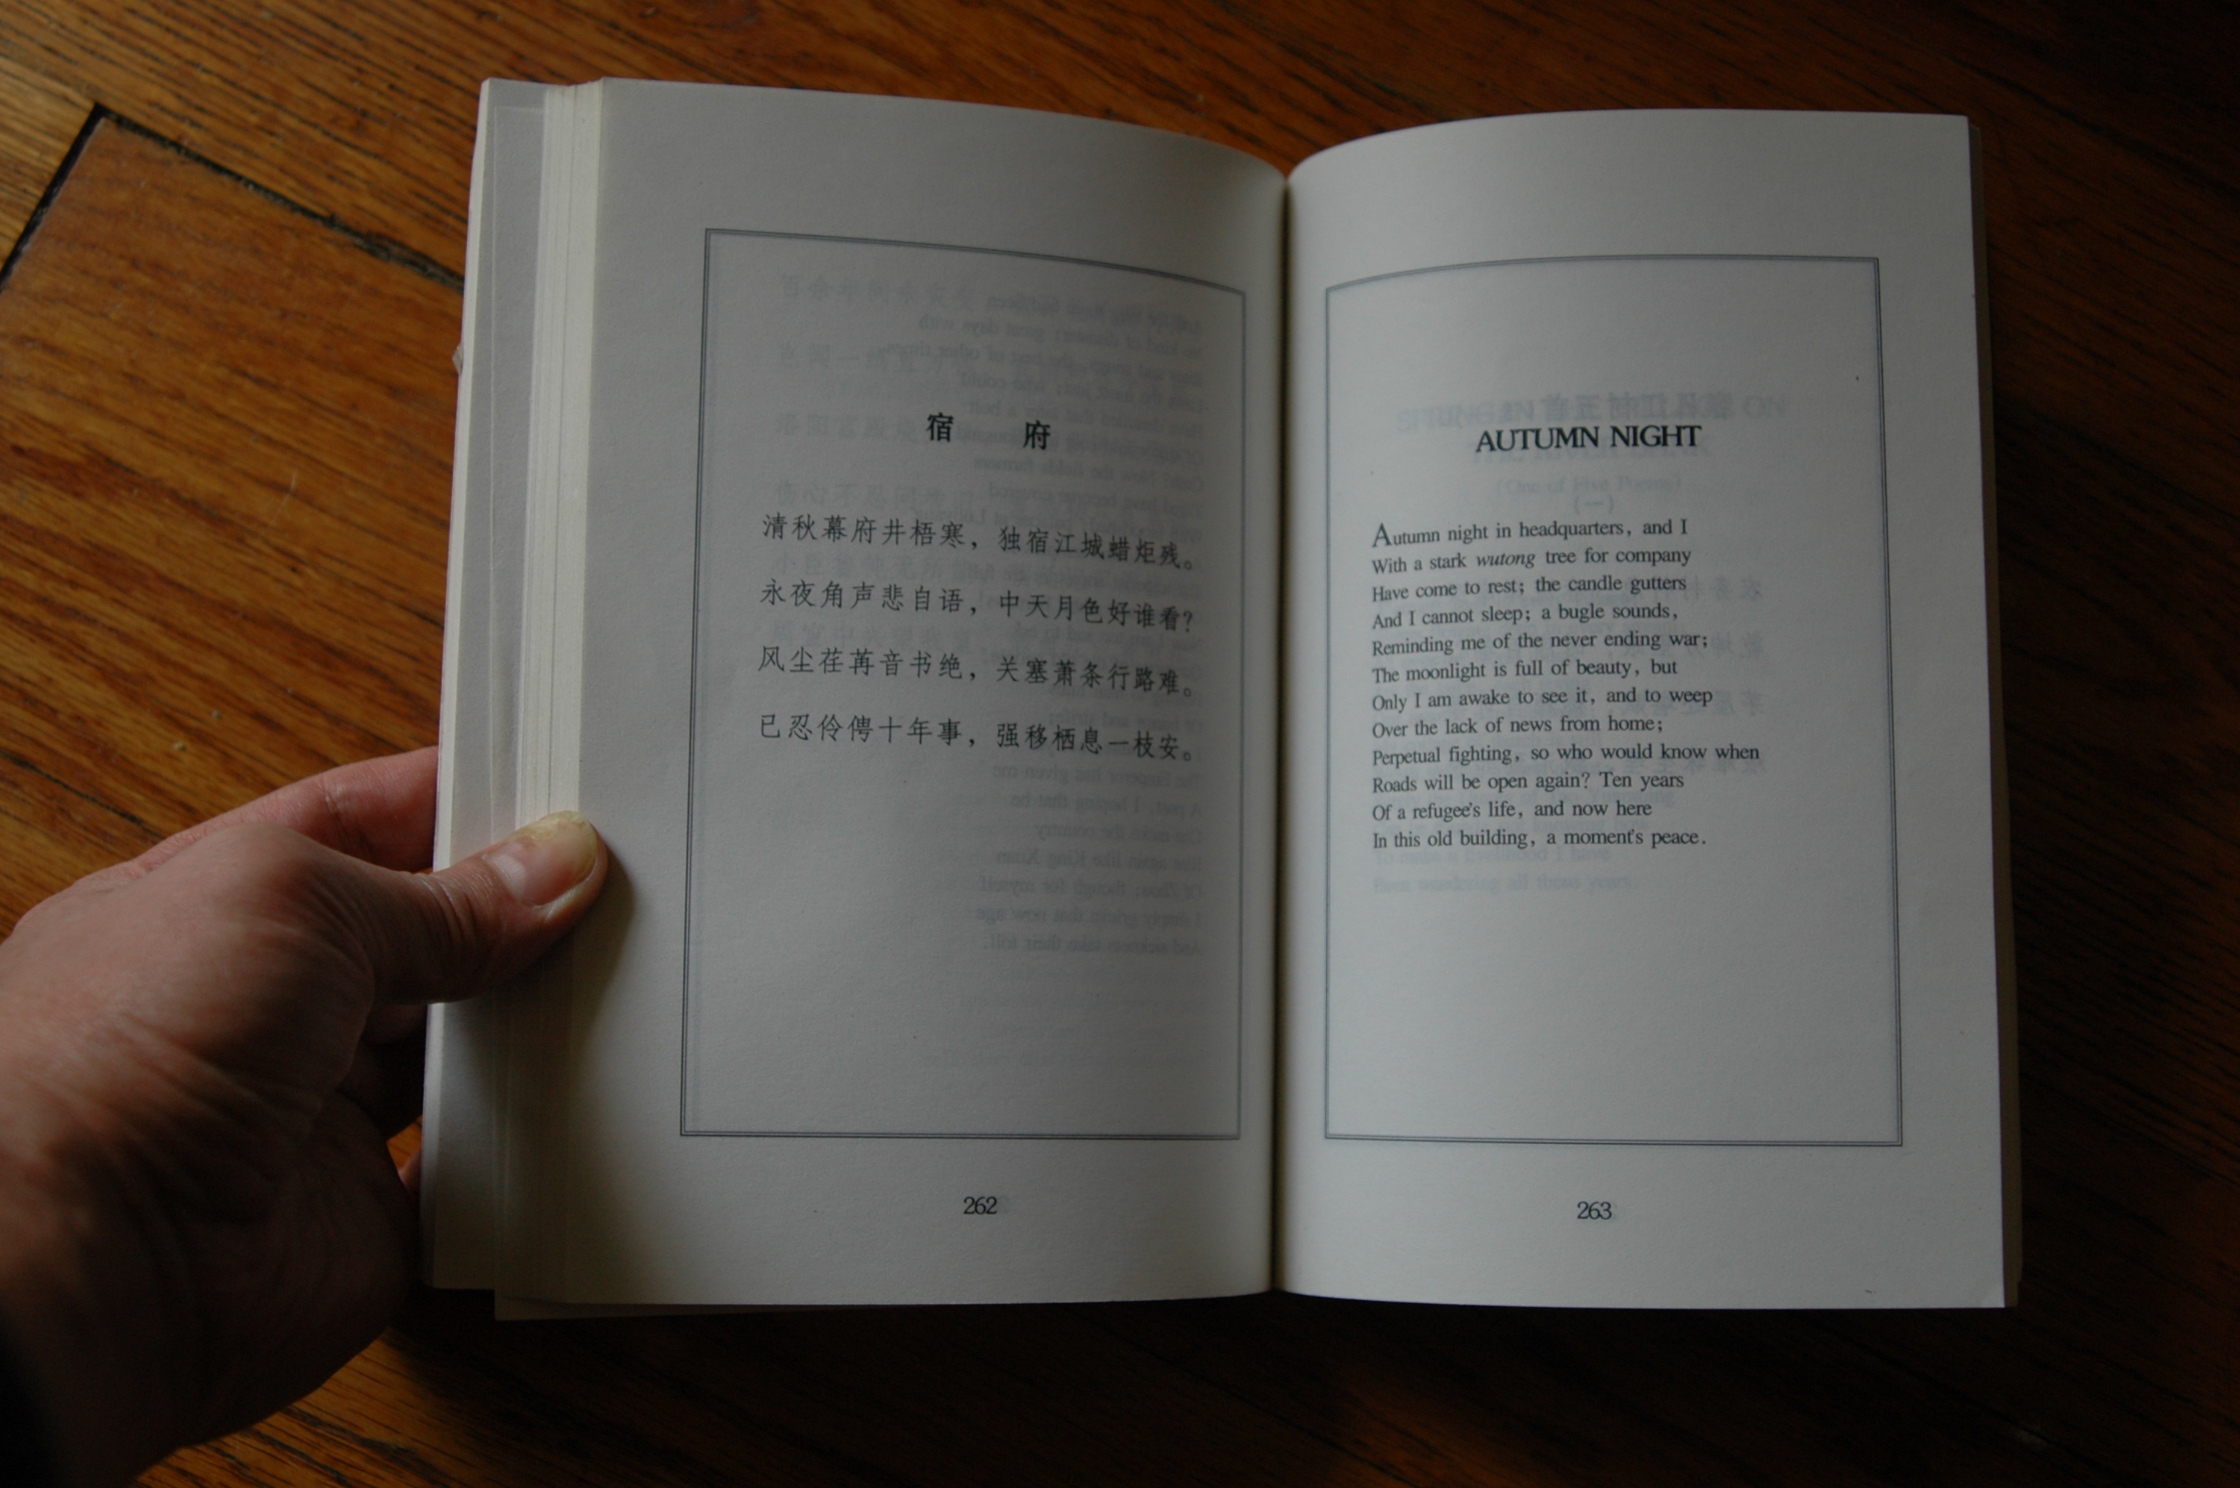 宿 府
清秋幕府井梧寒，独宿江城蜡炬残。
永夜角声悲自语，中天月色好谁看？
风尘荏苒音书绝，关塞萧条行路难。
已忍伶俜十年事，强移栖息一枝安。
262
AUTUMN NIGHT
Autumn night in headquarters, and I
With a stark wutong tree for company
Have come to rest; the candle gutters
And I cannot sleep; a bugle sounds,
Reminding me of the never ending war;
The moonlight is full of beauty, but
Only I am awake to see it, and to weep
Over the lack of news from home;
Perpetual fighting, so who would know when
Roads will be open again? Ten years
Of a refugee's life, and now here
In this old building, a moment's peace.
263